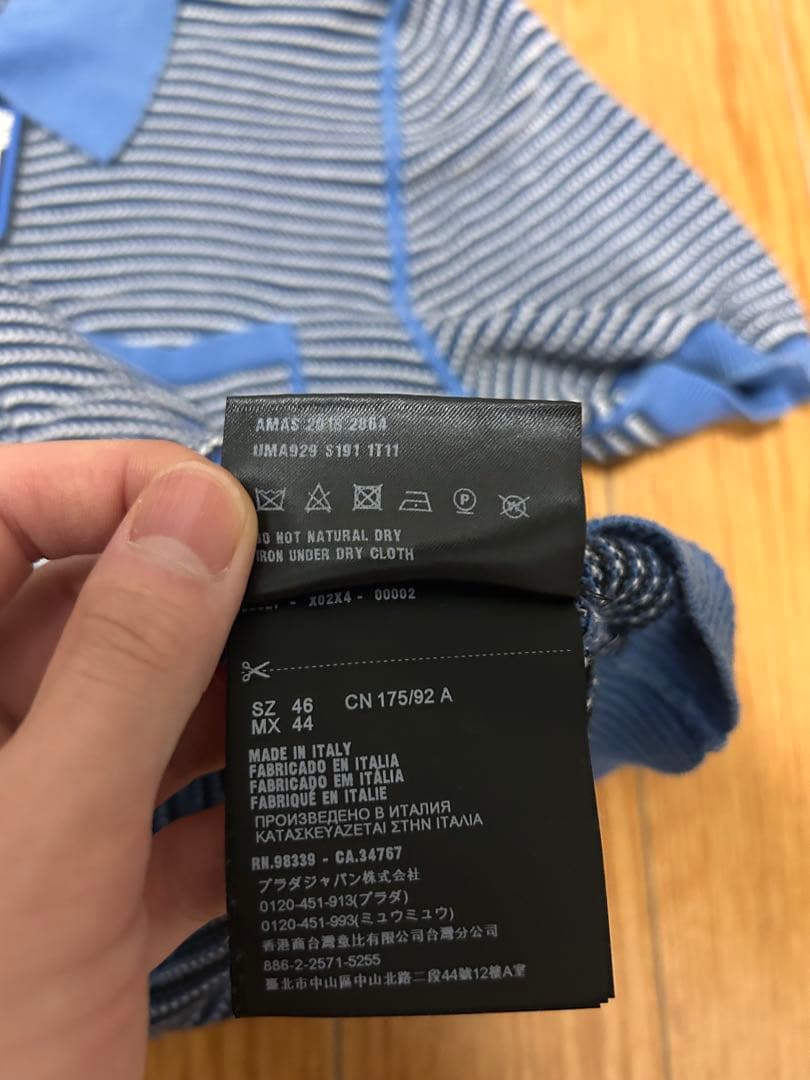 AMAS 2018 2864
UMA929 S191 1T11
P
DO NOT NATURAL DRY
IRON UNDER DRY CLOTH
- X02X4 - 00002
SZ 46 CN 175/92 A
MX 44
MADE IN ITALY
FABRICADO EN ITALIA
FABRICADO EM ITÁLIA
FABRIQUÉ EN ITALIE
ПРОИЗВЕДЕНО В ИТАЛИЯ
ΚΑΤΑΣΚΕΥΑΖΕΤΑΙ ΣΤΗΝ ΙΤΑΛΙΑ
RN.98339 - CA.34767
プラダジャパン株式会社
0120-451-913(プラダ)
0120-451-993(ミュウミュウ)
香港商台灣重比有限公司台灣分公司
886-2-2571-5255
臺北市中山區中山北路二段44號12樓A室